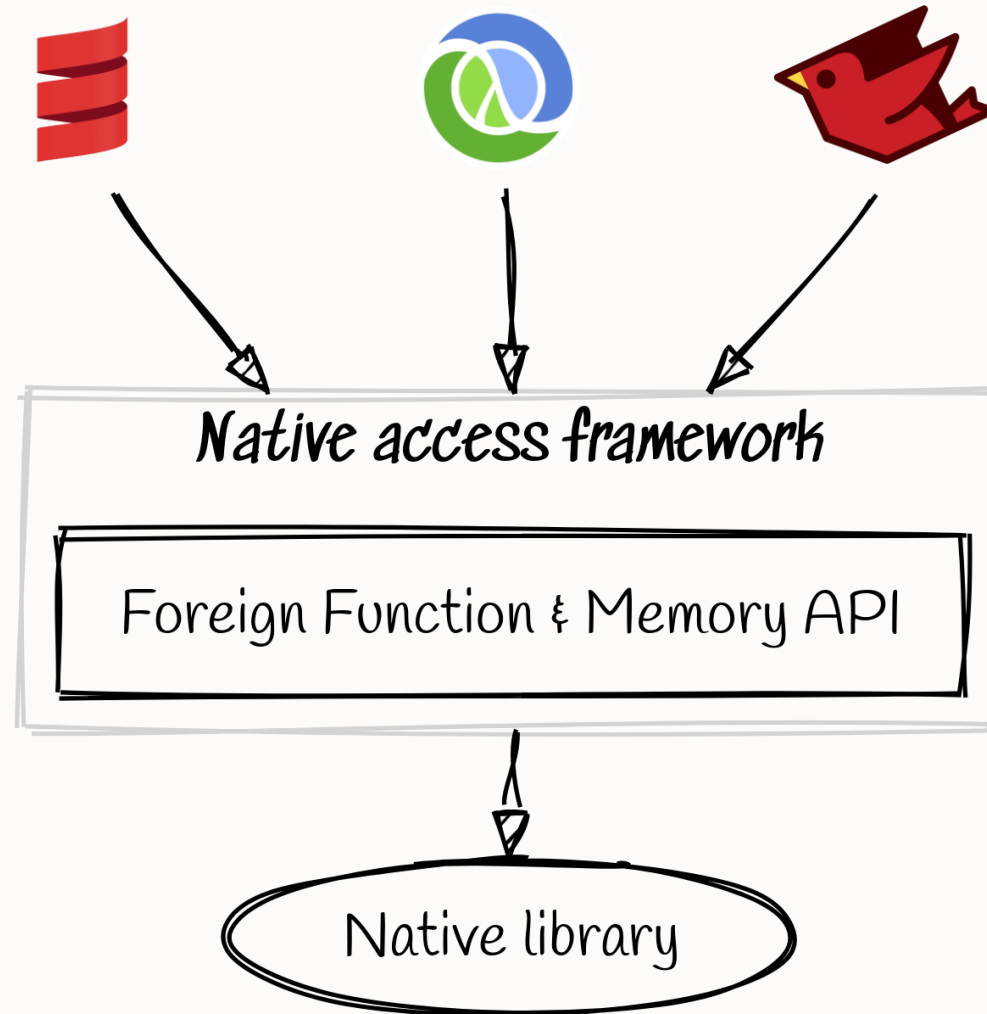 Native access framework
Foreign Function & Memory API
Native library